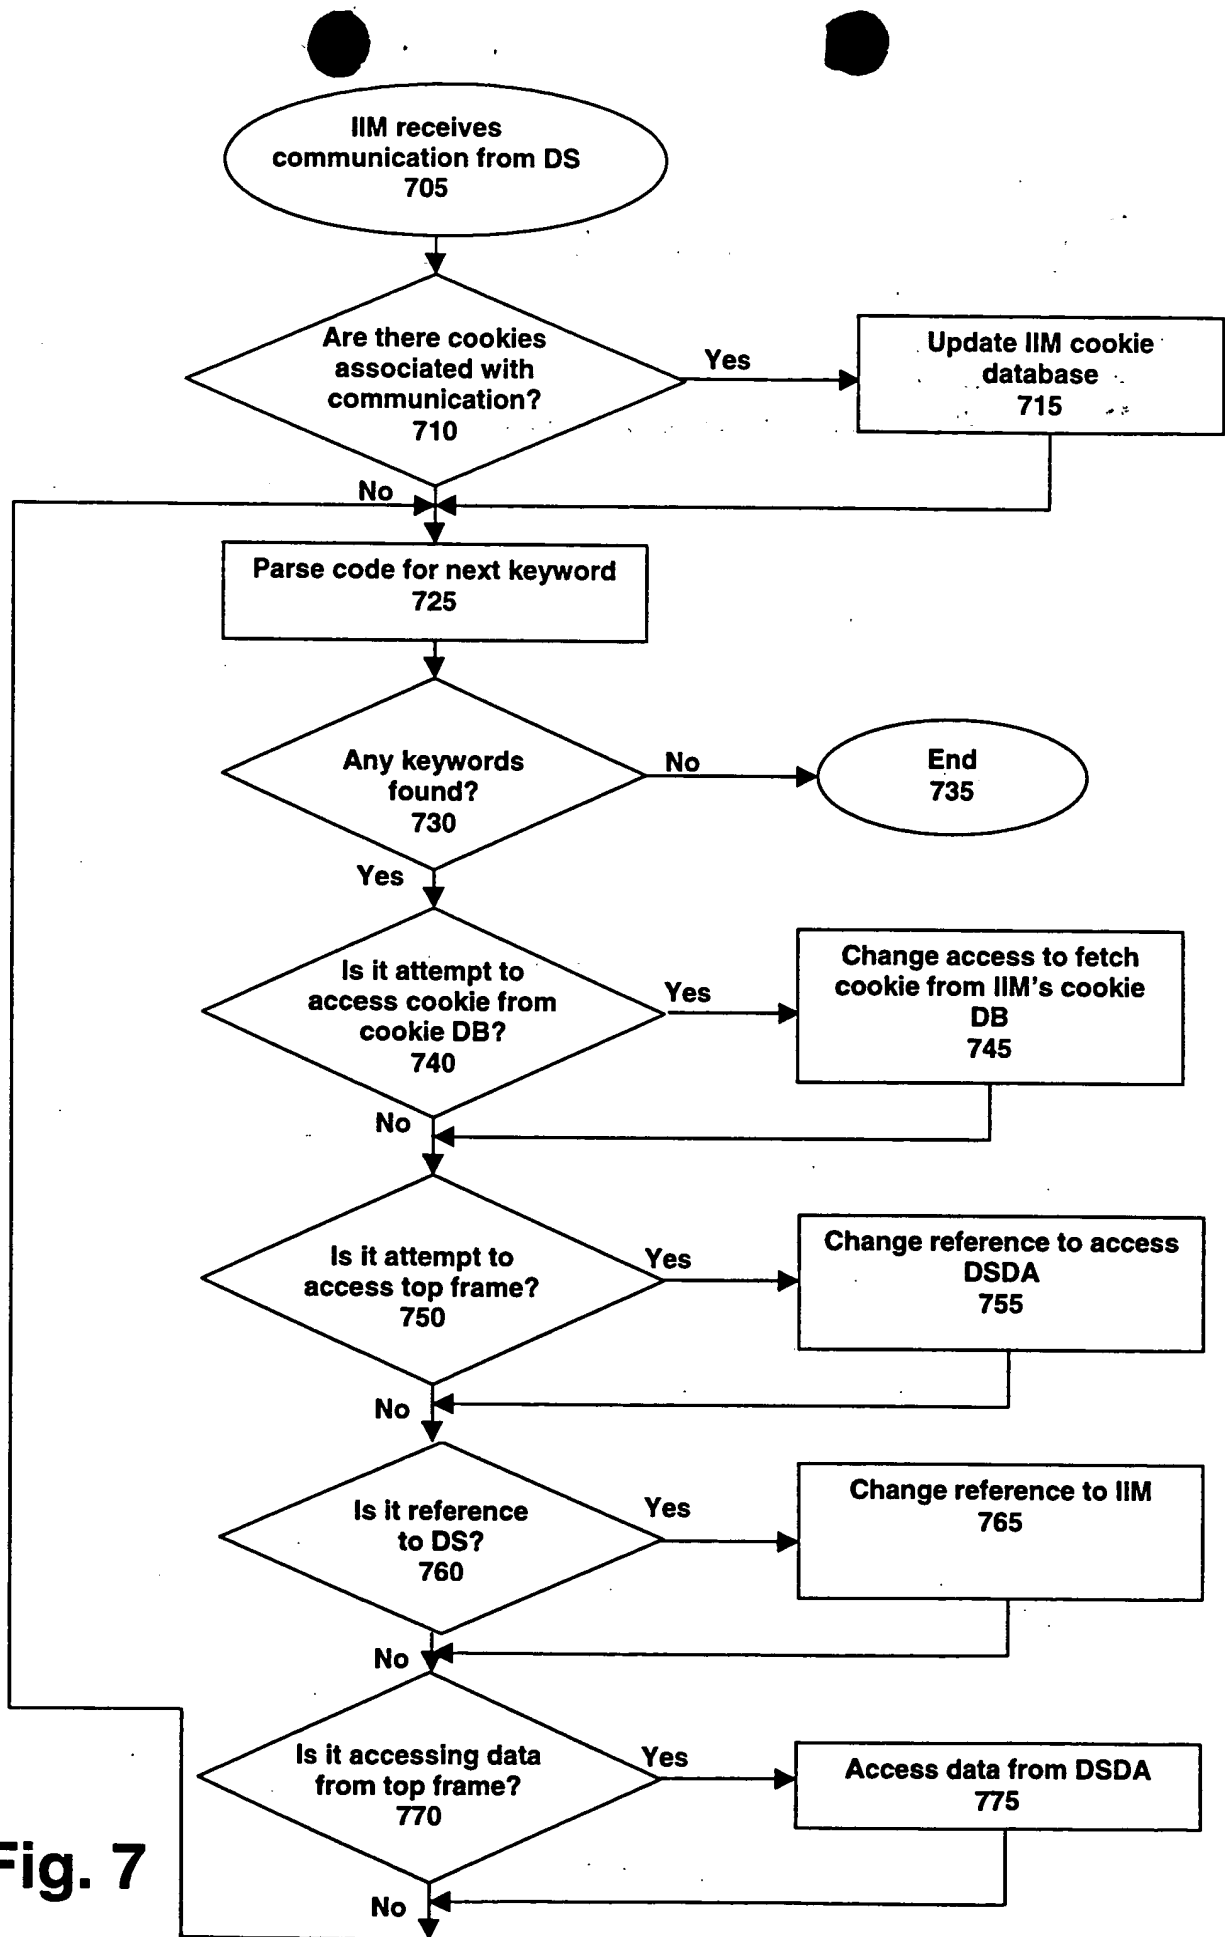 IIM receives
communication from DS
705
Are there cookies
associated with
communication?
710
Yes
Update IIM cookie
database
715
No
Parse code for next keyword
725
Any keywords
found?
730
No
End
735
Yes
Is it attempt to
access cookie from
cookie DB?
740
Yes
Change access to fetch
cookie from IIM's cookie
DB
745
No
Is it attempt to
access top frame?
750
Yes
Change reference to access
DSDA
755
No
Is it reference
to DS?
760
Yes
Change reference to IIM
765
No
Is it accessing data
from top frame?
770
Yes
Access data from DSDA
775
Fig. 7
No